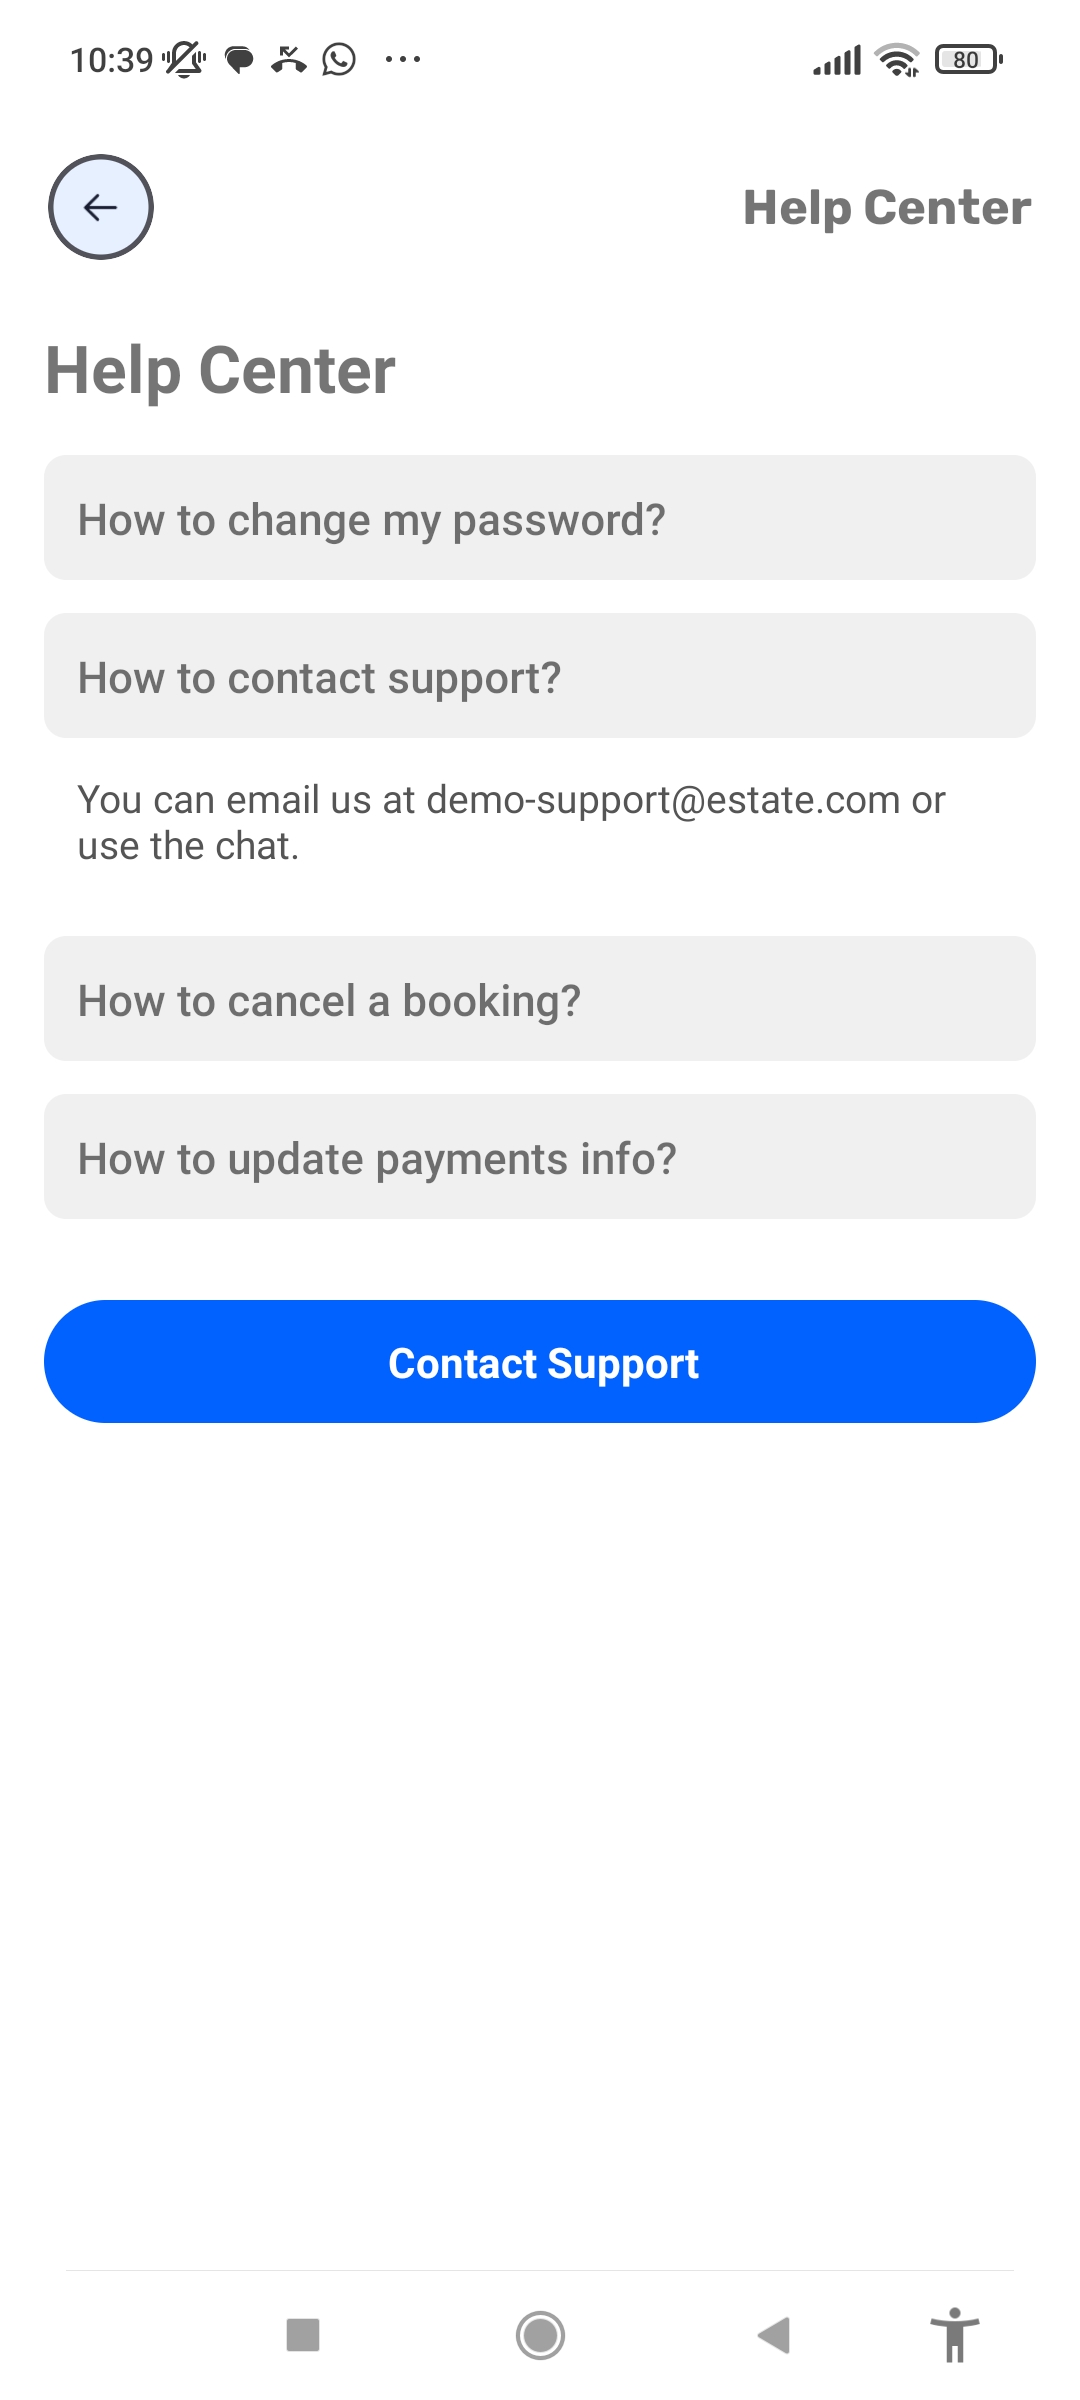 10:39
80
Help Center
Help Center
How to change my password?
How to contact support?
You can email us at demo-support@estate.com or
use the chat.
How to cancel a booking?
How to update payments info?
Contact Support